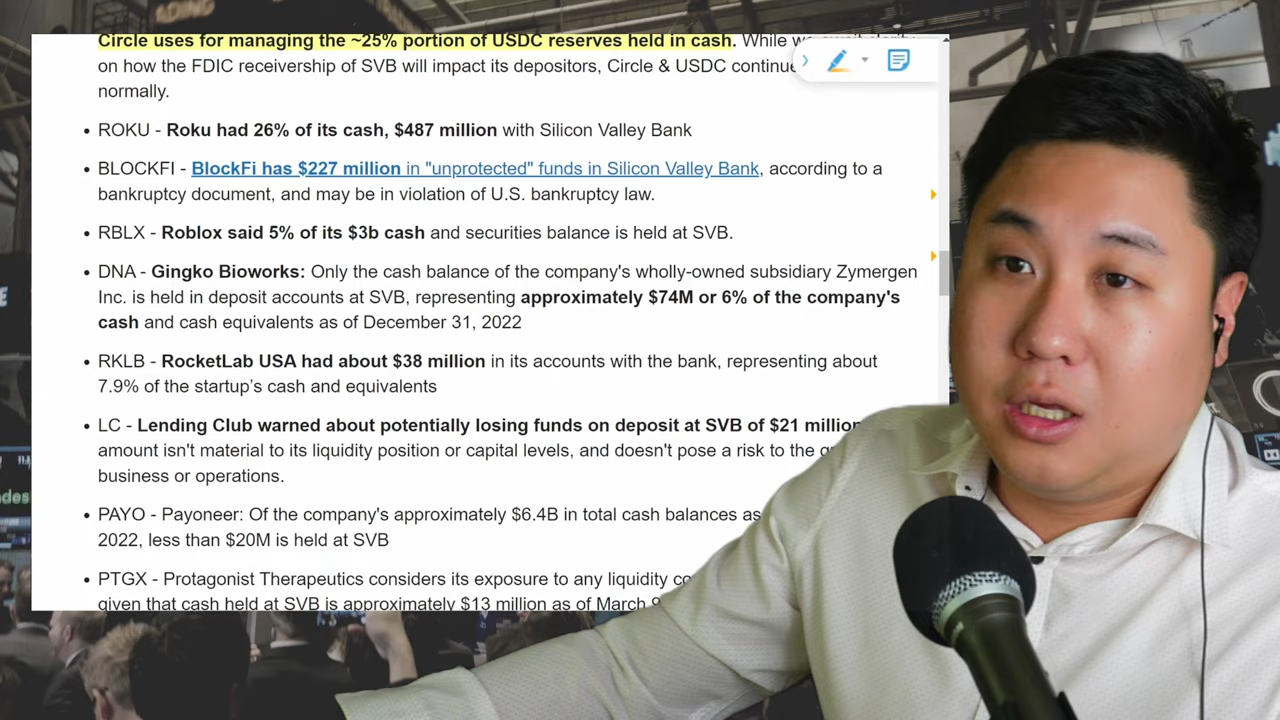 Circle uses for managing the ~25% portion of USDC reserves held in cash. While
on how the FDIC receivership of SVB will impact its depositors, Circle & USDC continue
normally.
• ROKU - Roku had 26% of its cash, $487 million with Silicon Valley Bank
• BLOCKFI - BlockFi has $227 million in "unprotected" funds in Silicon Valley Bank, according to a
bankruptcy document, and may be in violation of U.S. bankruptcy law.
• RBLX - Roblox said 5% of its $3b cash and securities balance is held at SVB.
• DNA - Gingko Bioworks: Only the cash balance of the company's wholly-owned subsidiary Zymergen
Inc. is held in deposit accounts at SVB, representing approximately $74M or 6% of the company's
cash and cash equivalents as of December 31, 2022
• RKLB - RocketLab USA had about $38 million in its accounts with the bank, representing about
7.9% of the startup's cash and equivalents
• LC - Lending Club warned about potentially losing funds on deposit at SVB of $21 million
amount isn't material to its liquidity position or capital levels, and doesn't pose a risk to the
business or operations.
• PAYO - Payoneer: Of the company's approximately $6.4B in total cash balances as
2022, less than $20M is held at SVB
• PTGX - Protagonist Therapeutics considers its exposure to any liquidity
given that cash held at SVB is approximately $13 million as of March